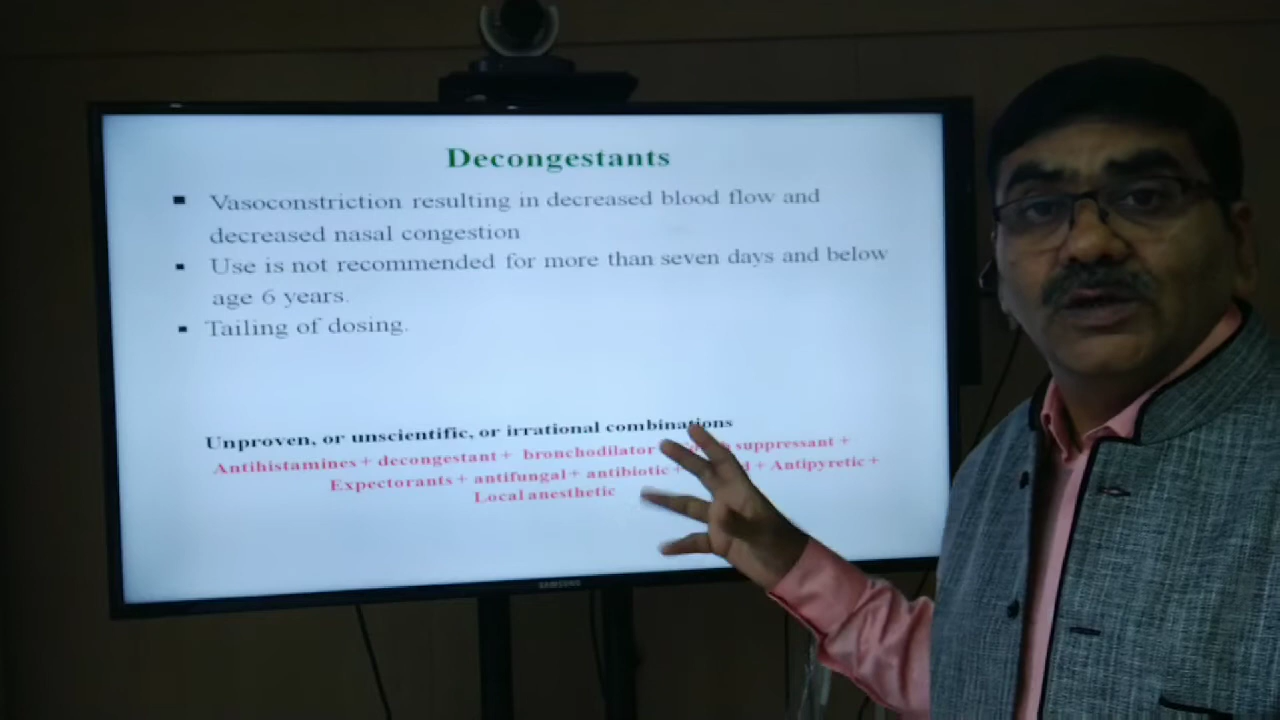 Decongestants
▪ Vasoconstriction resulting in decreased blood flow and
decreased nasal congestion
▪ Use is not recommended for more than seven days and below
age 6 years.
▪ Tailing of dosing.
Unproven, or unscientific, or irrational combinations
Antihistamines + decongestant + bronchodilator suppressant +
Expectorants + antifungal + antibiotic + + Antipyretic +
Local anesthetic
SAMSUNG